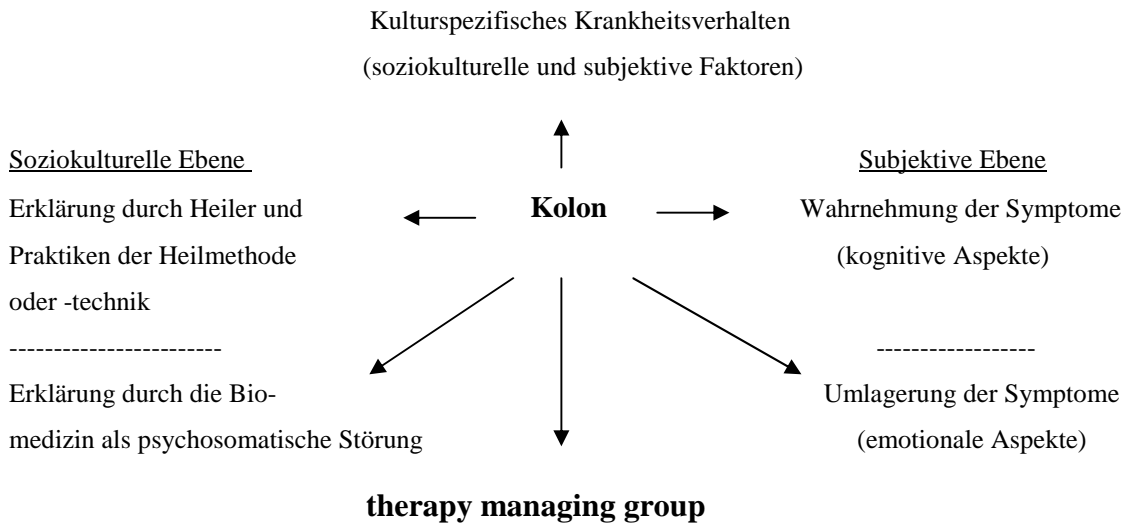 Kulturspezifisches Krankheitsverhalten
(soziokulturelle und subjektive Faktoren)
Soziokulturelle Ebene
Subjektive Ebene
Erklärung durch Heiler und
Kolon
Wahrnehmung der Symptome
Praktiken der Heilmethode
(kognitive Aspekte)
oder -technik
------------------------
------------------
Erklärung durch die Bio-
Umlagerung der Symptome
medizin als psychosomatische Störung
(emotionale Aspekte)
therapy managing group